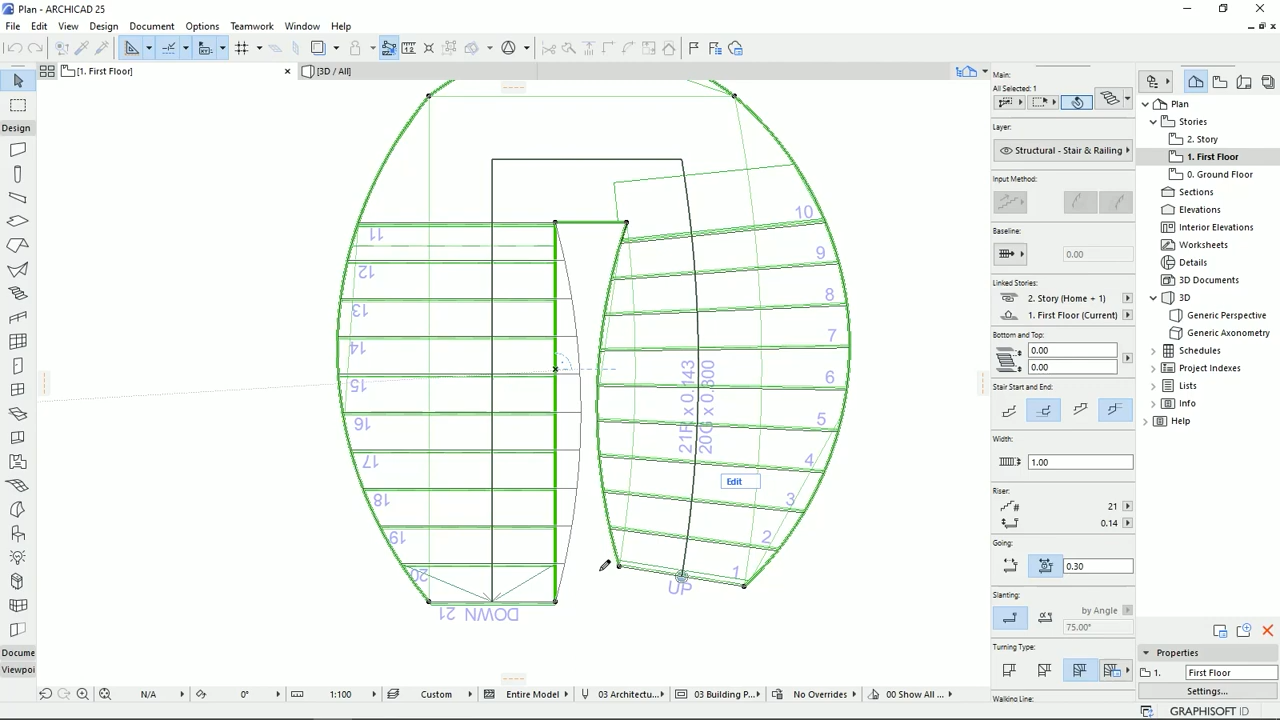 Plan - ARCHICAD 25
File Edit View Design Document Options Teamwork Window Help
[1. First Floor]
[3D / All]
Design
Docume
Viewpoi
11
12
13
14
15
16
17
18
19
20
DOWN 21
10
9
8
7
6
5
4
3
2
1
UP
21R x 0.143
20G x 0.300
Edit
N/A
0°
1:100
Custom
Entire Model
03 Architectu...
03 Building P...
No Overrides
00 Show All ...
Main:
All Selected: 1
Layer:
Structural - Stair & Railing
Input Method:
Baseline:
0.00
Linked Stories:
2. Story (Home + 1)
1. First Floor (Current)
Bottom and Top:
0.00
0.00
Stair Start and End:
Width:
1.00
Riser:
21
0.14
Going:
0.30
Slanting:
by Angle
75.00°
Turning Type:
Walking Line:
Plan
Stories
2. Story
1. First Floor
0. Ground Floor
Sections
Elevations
Interior Elevations
Worksheets
Details
3D Documents
3D
Generic Perspective
Generic Axonometry
Schedules
Project Indexes
Lists
Info
Help
Properties
1.
First Floor
Settings...
GRAPHISOFT ID